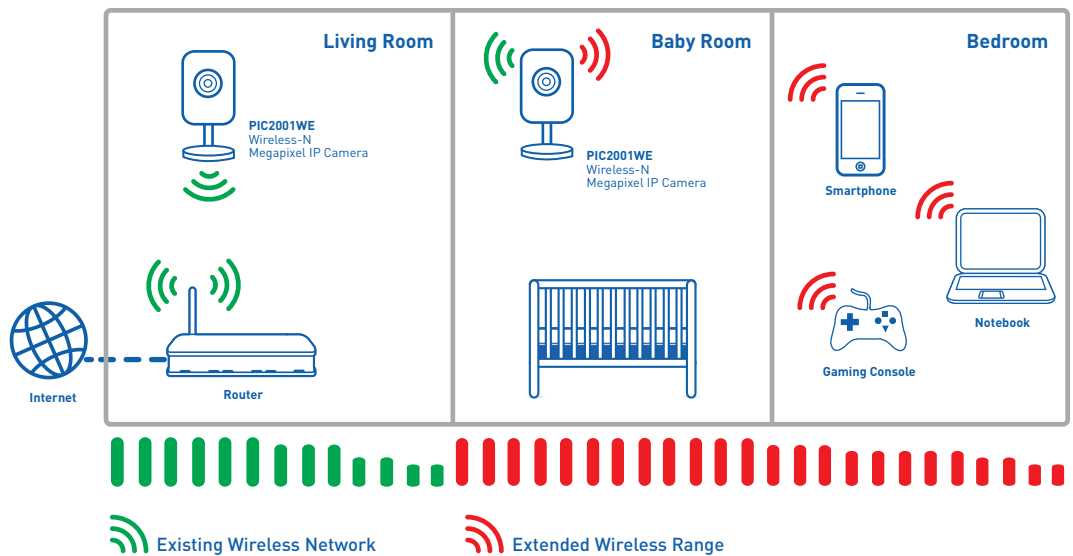 Living Room
PIC2001WE
Wireless-N
Megapixel IP Camera
Internet
Router
Baby Room
PIC2001WE
Wireless-N
Megapixel IP Camera
Bedroom
Smartphone
Notebook
Gaming Console
Existing Wireless Network
Extended Wireless Range